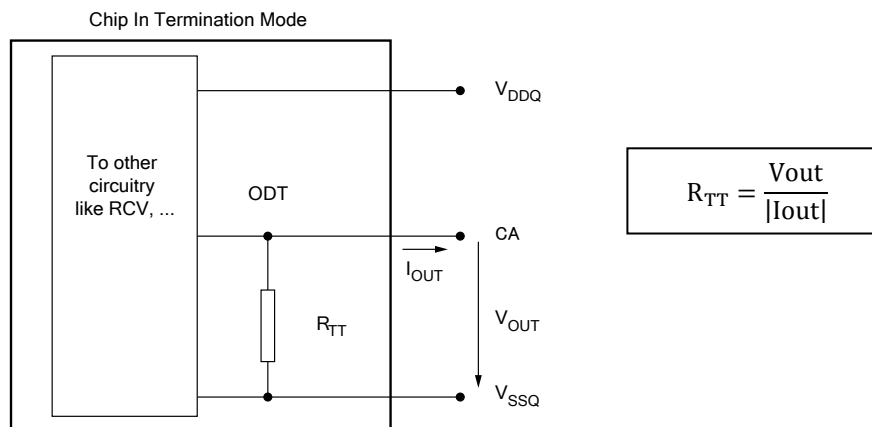 Chip In Termination Mode
V_DDQ
To other
circuitry
like RCV, ...
ODT
R_TT = Vout / |Iout|
CA
I_OUT
R_TT
V_OUT
V_SSQ